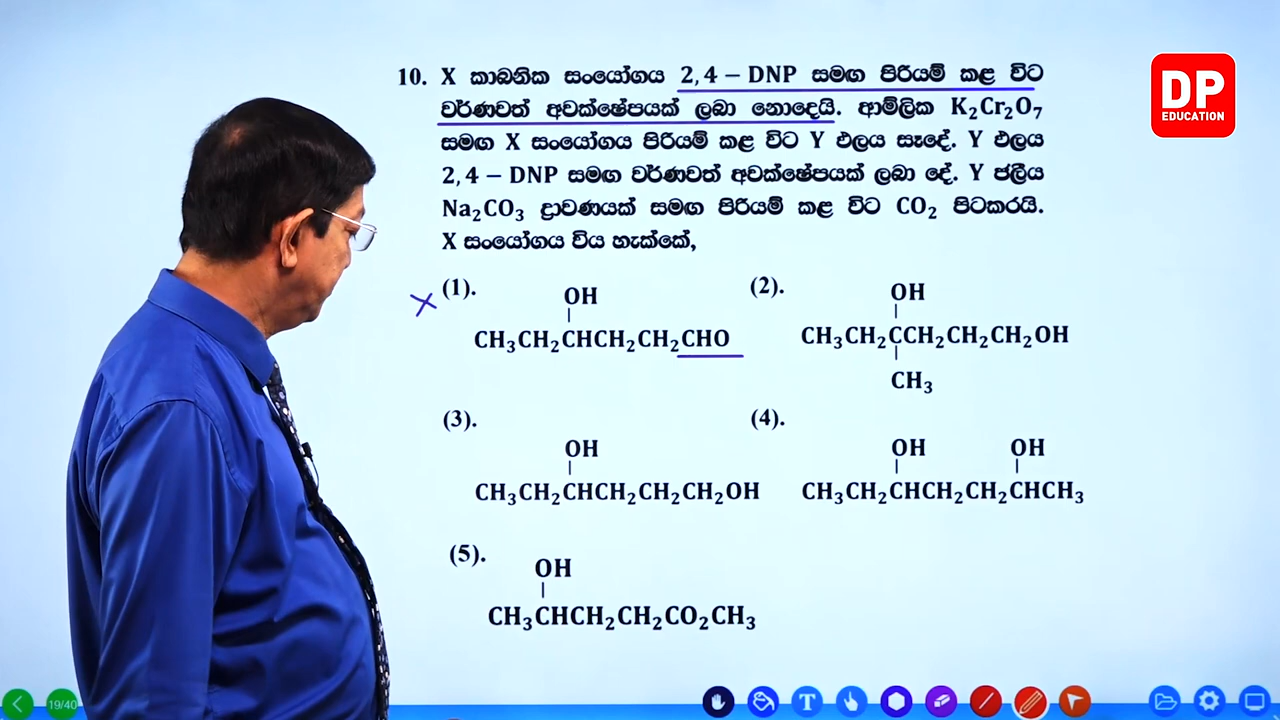 DP
EDUCATION
10. X කාබනික සංයෝගය 2, 4 – DNP සමඟ පිරියම් කළ විට
වර්ණවත් අවක්ෂේපයක් ලබා නොදෙයි. ආම්ලික K₂Cr₂O₇
සමඟ X සංයෝගය පිරියම් කළ විට Y ඵලය සෑදේ. Y ඵලය
2, 4 – DNP සමඟ වර්ණවත් අවක්ෂේපයක් ලබා දේ. Y ජලීය
Na₂CO₃ ද්‍රාවණයක් සමඟ පිරියම් කළ විට CO₂ පිටකරයි.
X සංයෝගය විය හැක්කේ,
(1).
OH
CH₃CH₂CHCH₂CH₂CHO
(2).
OH
CH₃CH₂CCH₂CH₂CH₂OH
CH₃
(3).
OH
CH₃CH₂CHCH₂CH₂CH₂OH
(4).
OH OH
CH₃CH₂CHCH₂CH₂CHCH₃
(5).
OH
CH₃CHCH₂CH₂CO₂CH₃
19/40
T